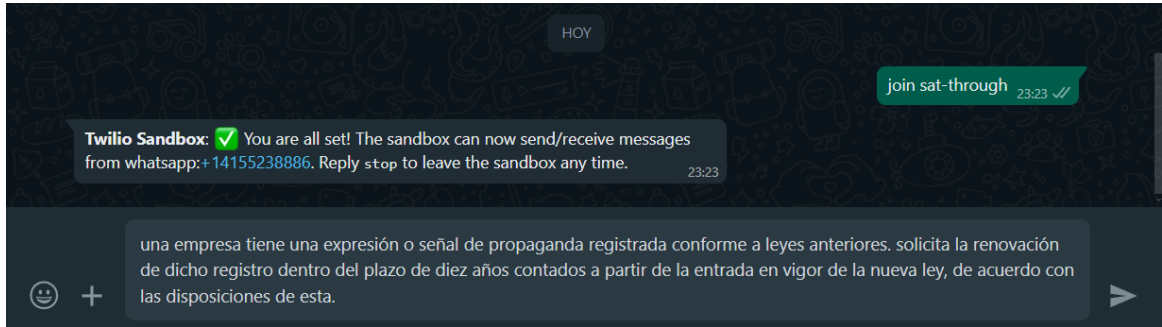 HOY
join sat-through 23:23
Twilio Sandbox: ✅ You are all set! The sandbox can now send/receive messages
from whatsapp:+14155238886. Reply stop to leave the sandbox any time.
23:23
una empresa tiene una expresión o señal de propaganda registrada conforme a leyes anteriores. solicita la renovación
de dicho registro dentro del plazo de diez años contados a partir de la entrada en vigor de la nueva ley, de acuerdo con
las disposiciones de esta.